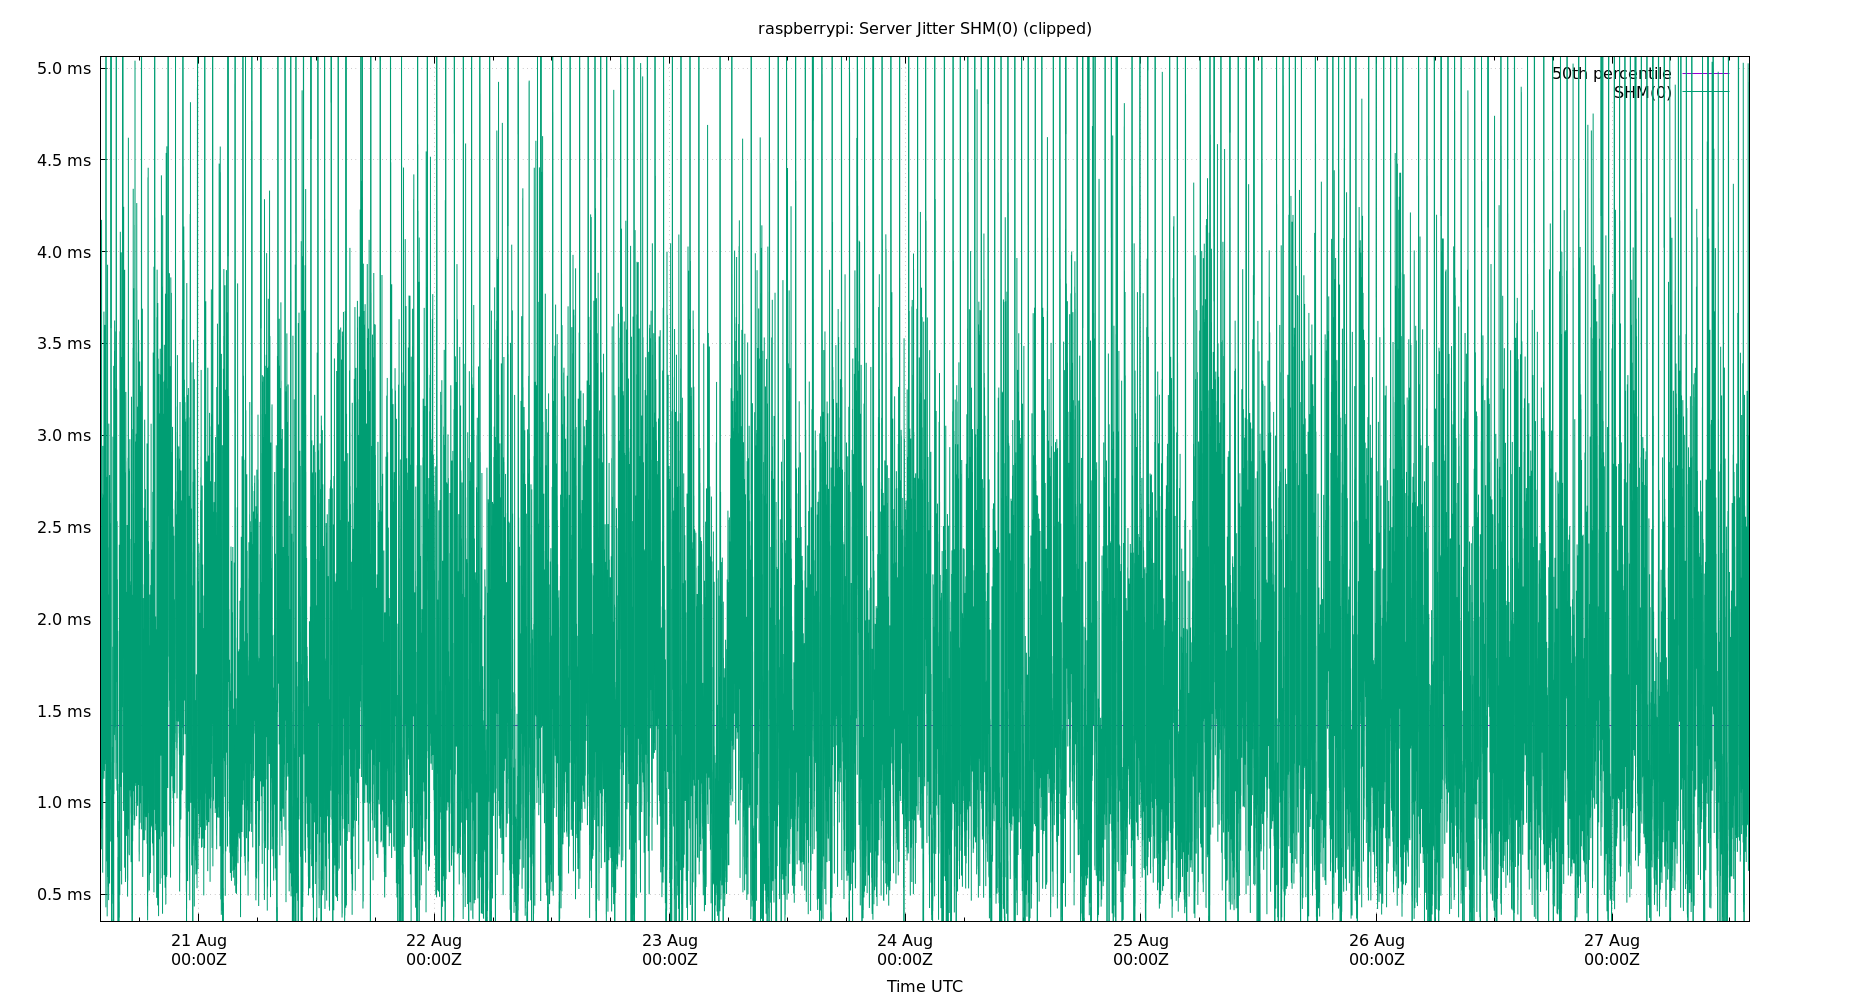 raspberrypi: Server Jitter SHM(0) (clipped)
5.0 ms
4.5 ms
4.0 ms
3.5 ms
3.0 ms
2.5 ms
2.0 ms
1.5 ms
1.0 ms
0.5 ms
50th percentile
SHM(0)
21 Aug
00:00Z
22 Aug
00:00Z
23 Aug
00:00Z
24 Aug
00:00Z
25 Aug
00:00Z
26 Aug
00:00Z
27 Aug
00:00Z
Time UTC